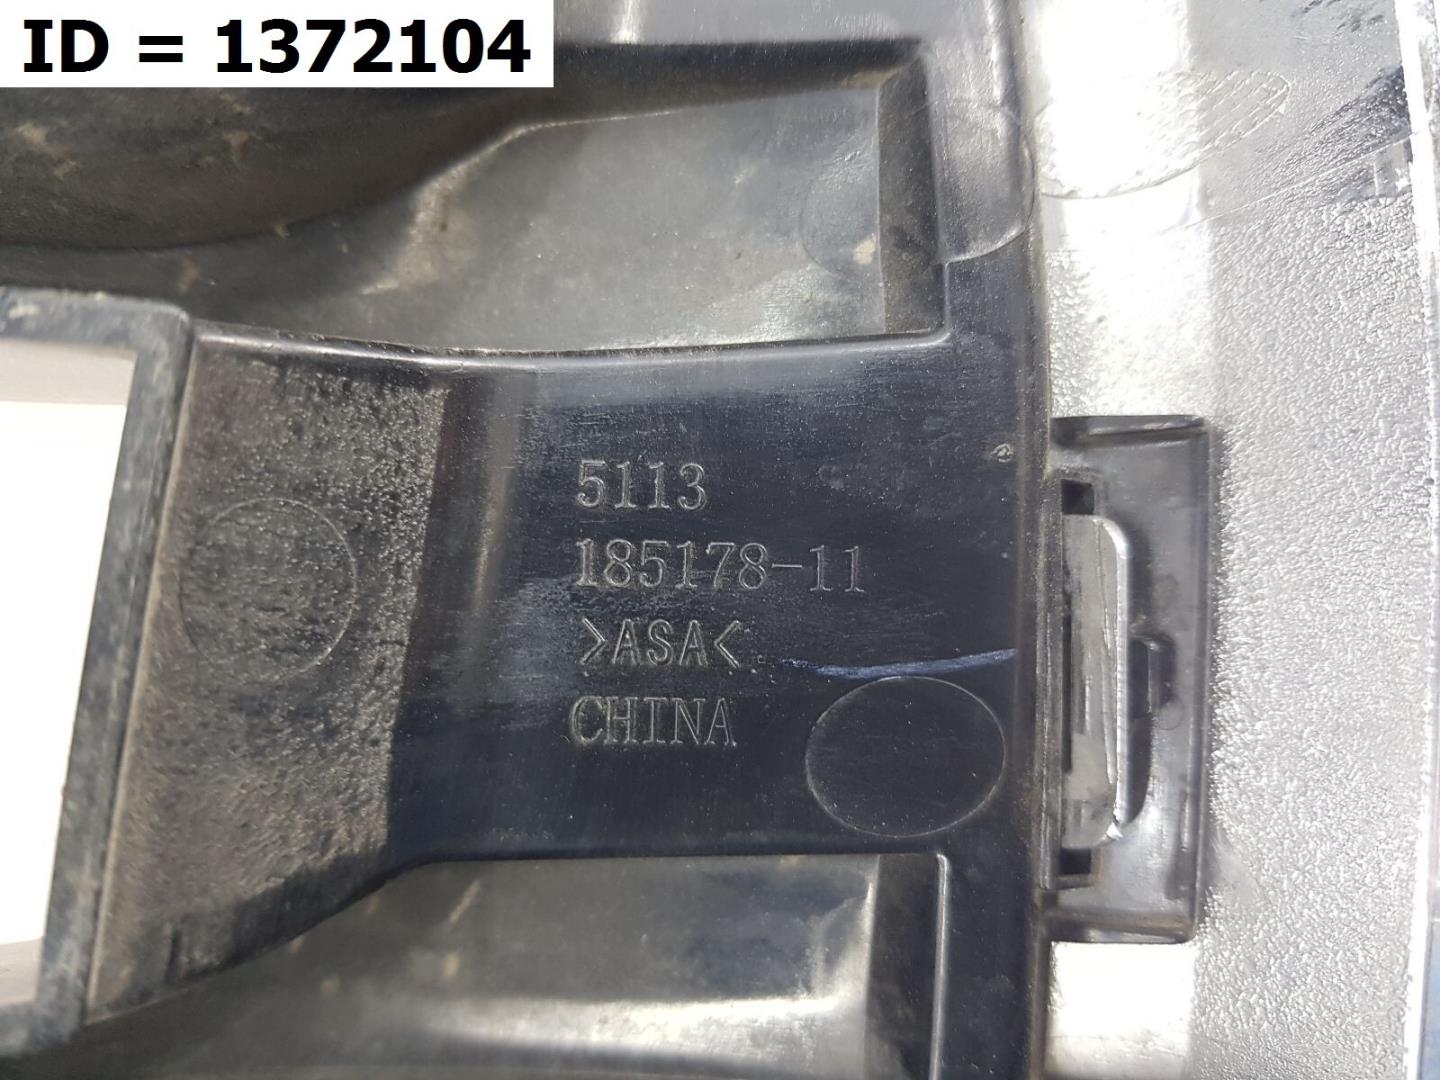 ID = 1372104
5113
185178-11
>ASA<
CHINA